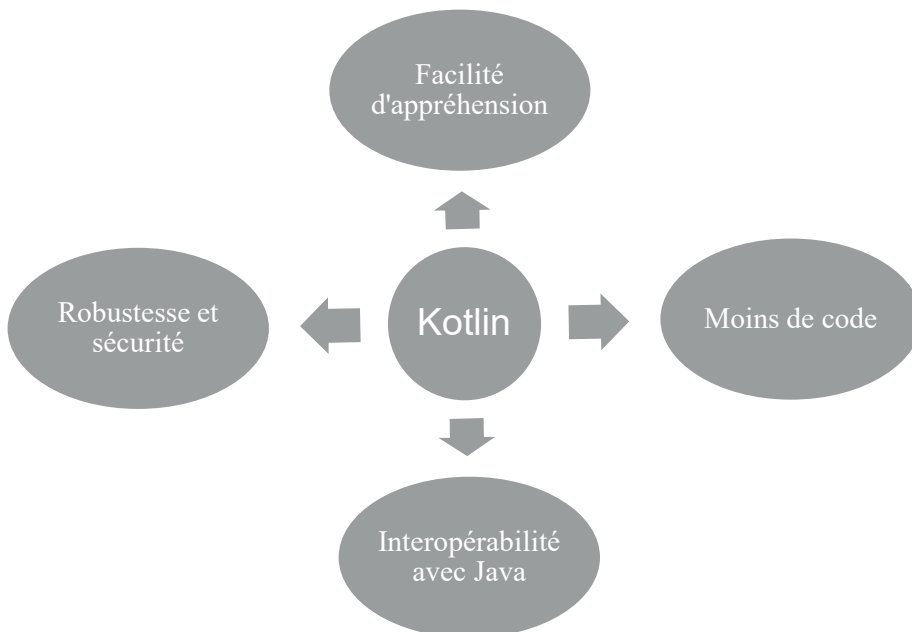 Facilité
d'appréhension
Robustesse et
sécurité
Kotlin
Moins de code
Interopérabilité
avec Java